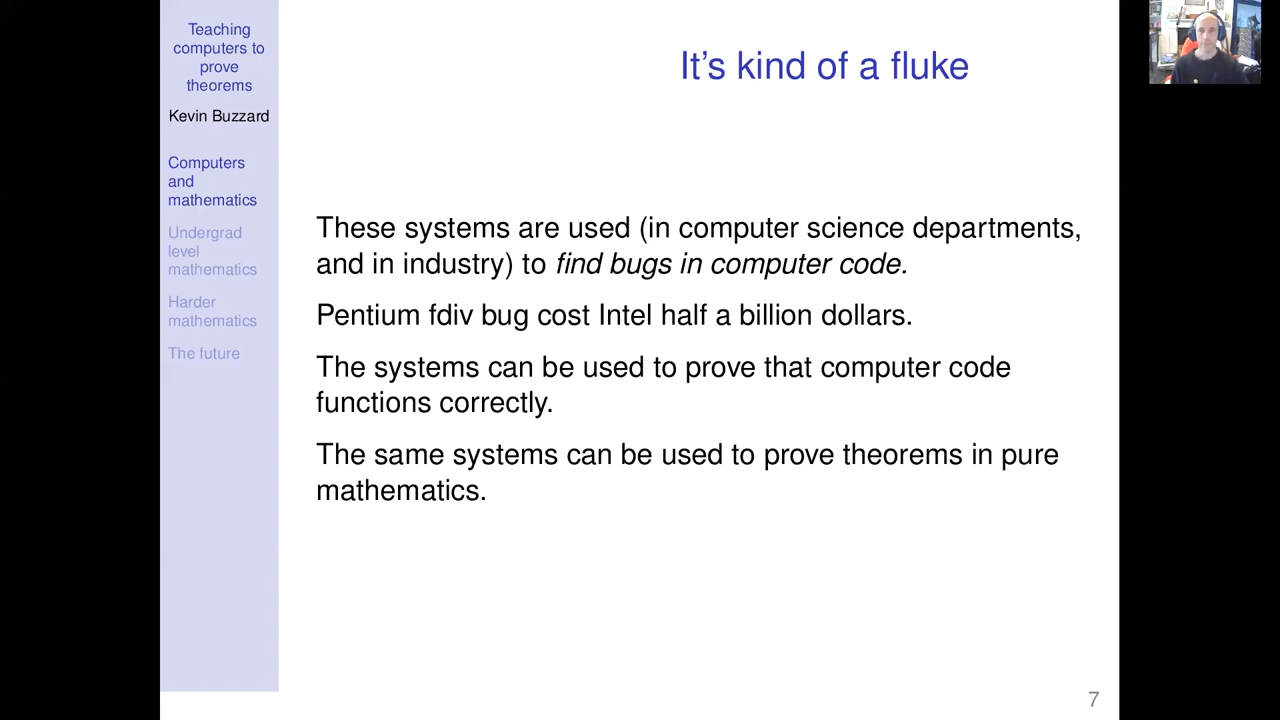 Teaching
computers to
prove
theorems
Kevin Buzzard
Computers
and
mathematics
Undergrad
level
mathematics
Harder
mathematics
The future
It's kind of a fluke
These systems are used (in computer science departments,
and in industry) to find bugs in computer code.
Pentium fdiv bug cost Intel half a billion dollars.
The systems can be used to prove that computer code
functions correctly.
The same systems can be used to prove theorems in pure
mathematics.
7